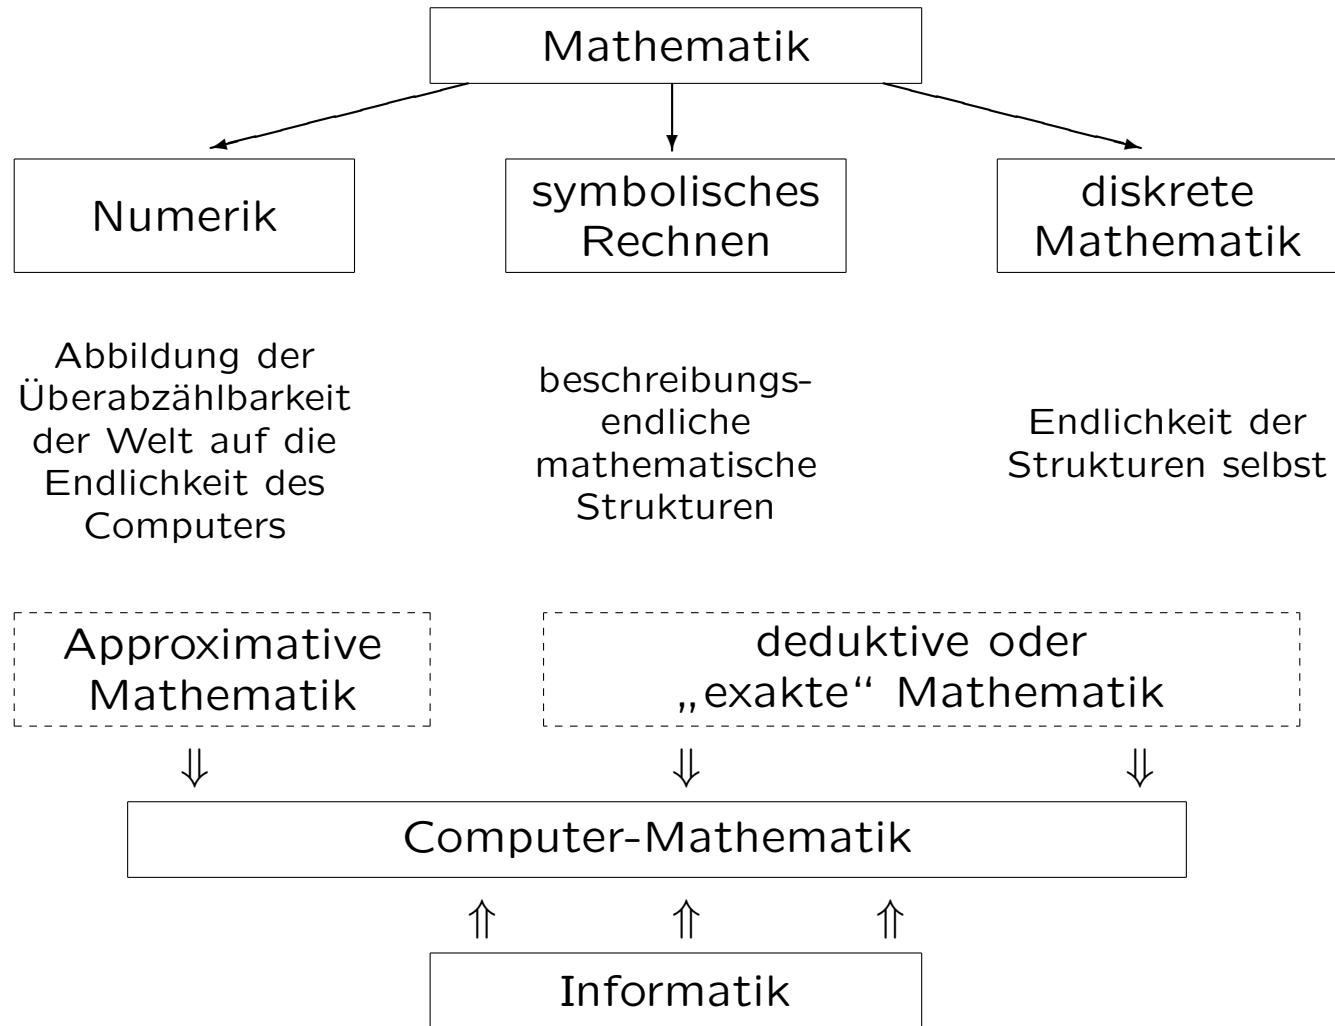 Mathematik
Numerik
symbolisches
Rechnen
diskrete
Mathematik
Abbildung der
Überabzählbarkeit
der Welt auf die
Endlichkeit des
Computers
beschreibungs-
endliche
mathematische
Strukturen
Endlichkeit der
Strukturen selbst
Approximative
Mathematik
deduktive oder
„exakte“ Mathematik
⇓ ⇓ ⇓
Computer-Mathematik
⇑ ⇑ ⇑
Informatik